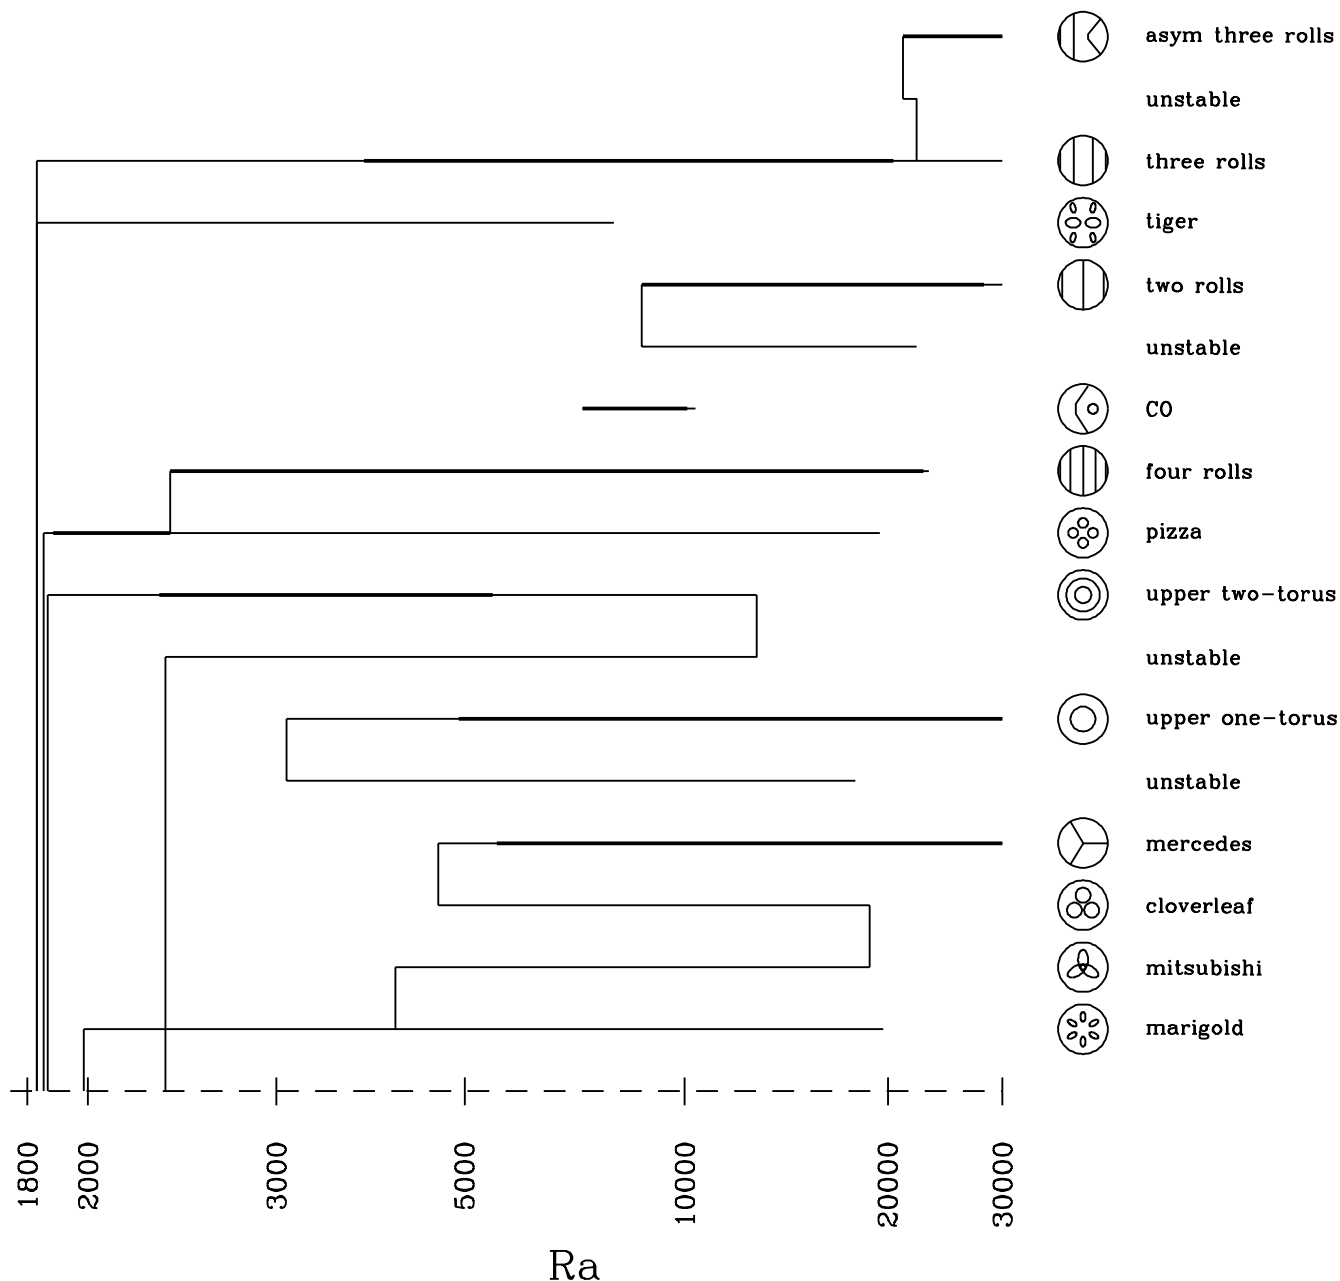 asym three rolls
unstable
three rolls
tiger
two rolls
unstable
CO
four rolls
pizza
upper two-torus
unstable
upper one-torus
unstable
mercedes
cloverleaf
mitsubishi
marigold
1800 2000 3000 5000 10000 20000 30000
Ra